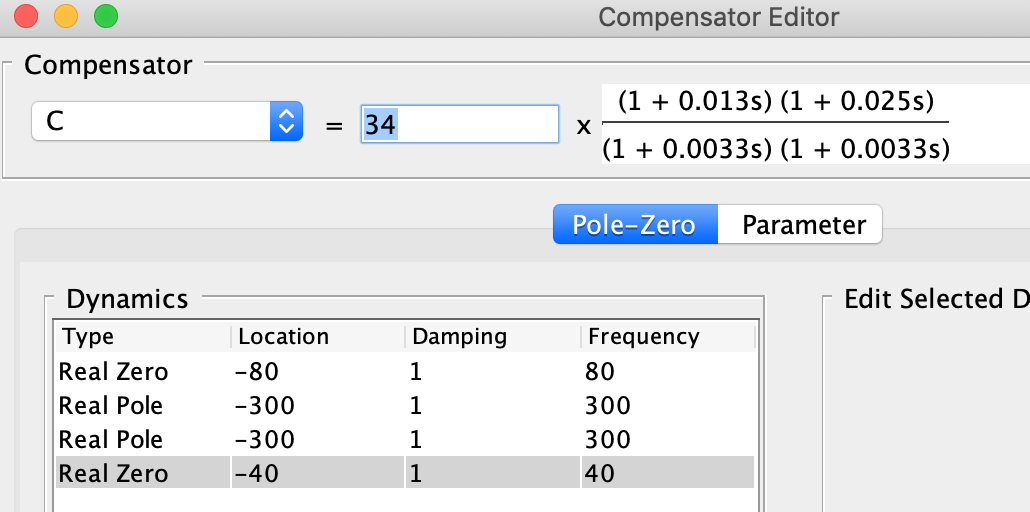 Compensator Editor
Compensator
C = 34 x (1 + 0.013s) (1 + 0.025s)
(1 + 0.0033s) (1 + 0.0033s)
Pole-Zero Parameter
Dynamics Edit Selected D
Type Location Damping Frequency
Real Zero -80 1 80
Real Pole -300 1 300
Real Pole -300 1 300
Real Zero -40 1 40